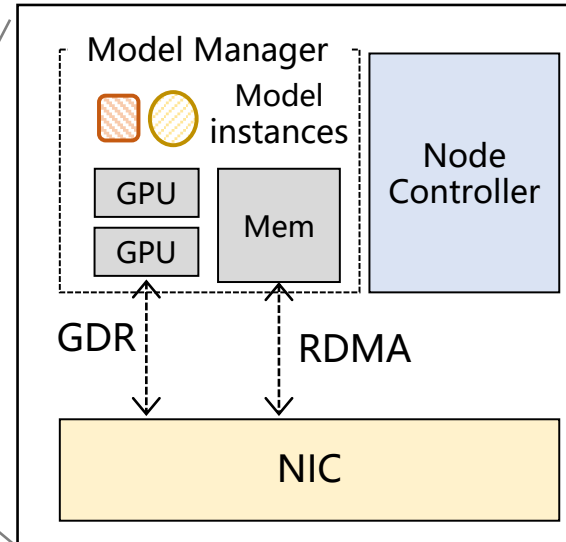 Model Manager
Model
instances
GPU
GPU
Mem
Node
Controller
GDR
RDMA
NIC